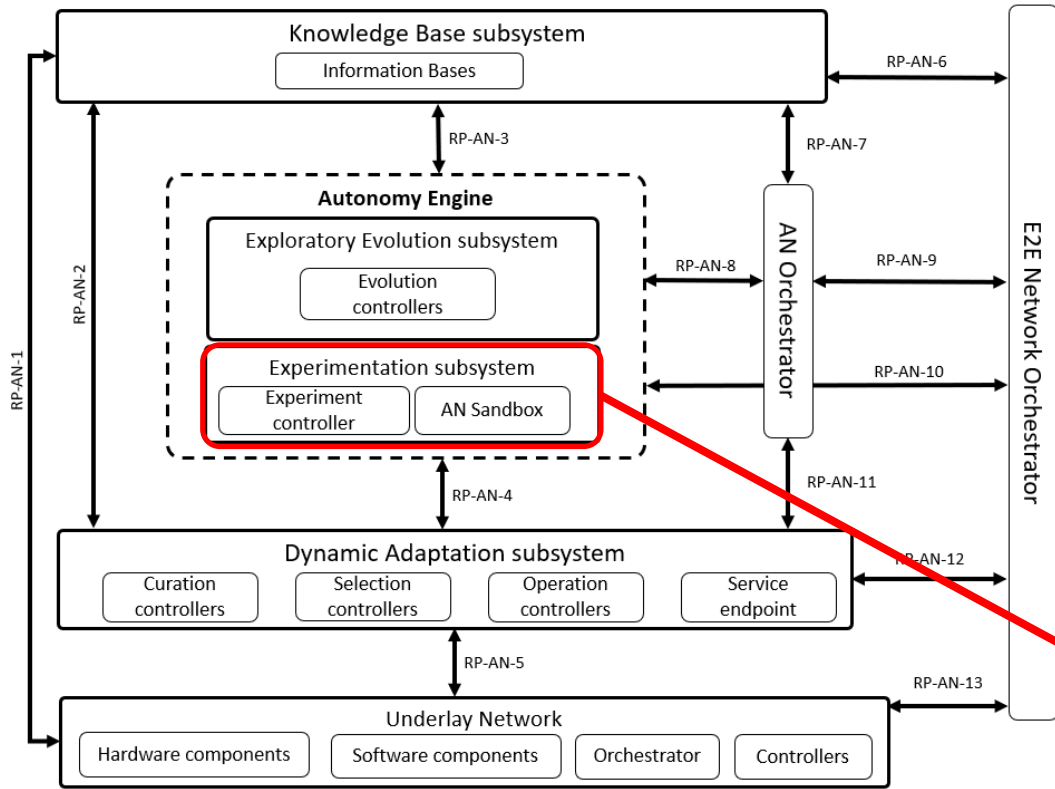 Knowledge Base subsystem
Information Bases
RP-AN-6
RP-AN-3
RP-AN-7
Autonomy Engine
Exploratory Evolution subsystem
Evolution
controllers
RP-AN-8
AN Orchestrator
RP-AN-9
E2E Network Orchestrator
RP-AN-2
RP-AN-1
Experimentation subsystem
Experiment
controller
AN Sandbox
RP-AN-10
RP-AN-4
RP-AN-11
Dynamic Adaptation subsystem
Curation
controllers
Selection
controllers
Operation
controllers
Service
endpoint
RP-AN-12
RP-AN-5
RP-AN-13
Underlay Network
Hardware components
Software components
Orchestrator
Controllers